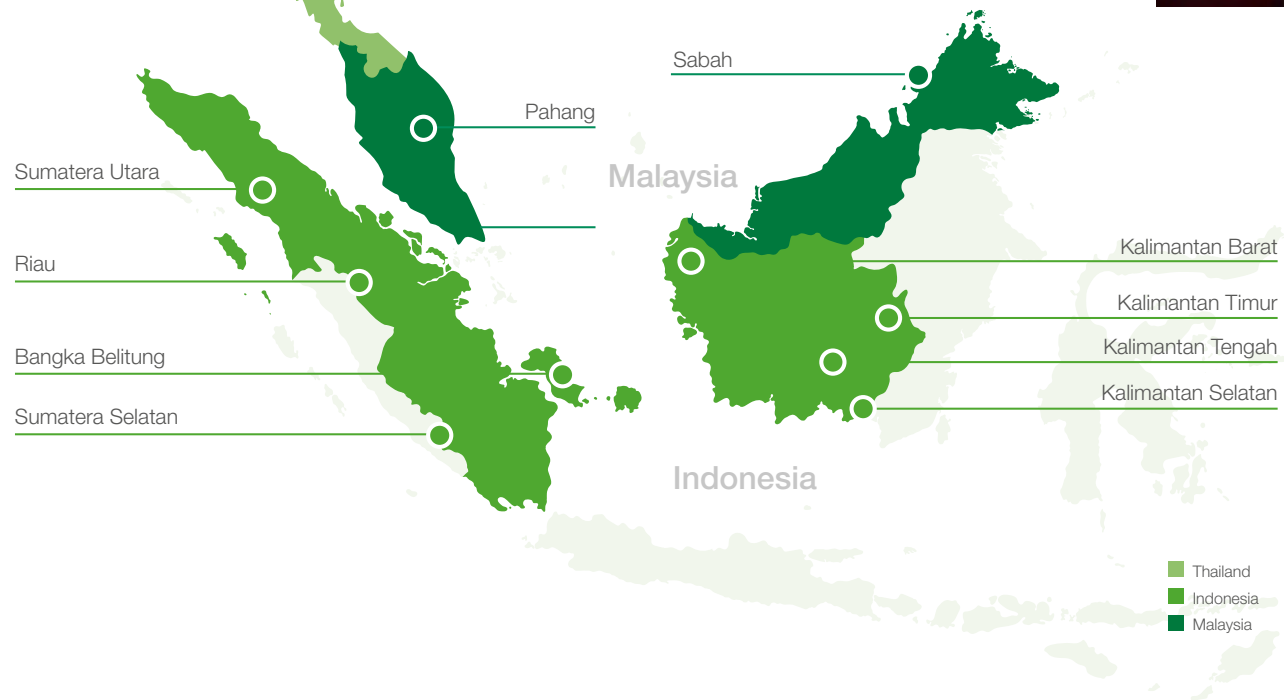 Sabah
Pahang
Malaysia
Sumatera Utara
Riau
Bangka Belitung
Sumatera Selatan
Kalimantan Barat
Kalimantan Timur
Kalimantan Tengah
Kalimantan Selatan
Indonesia
Thailand
Indonesia
Malaysia